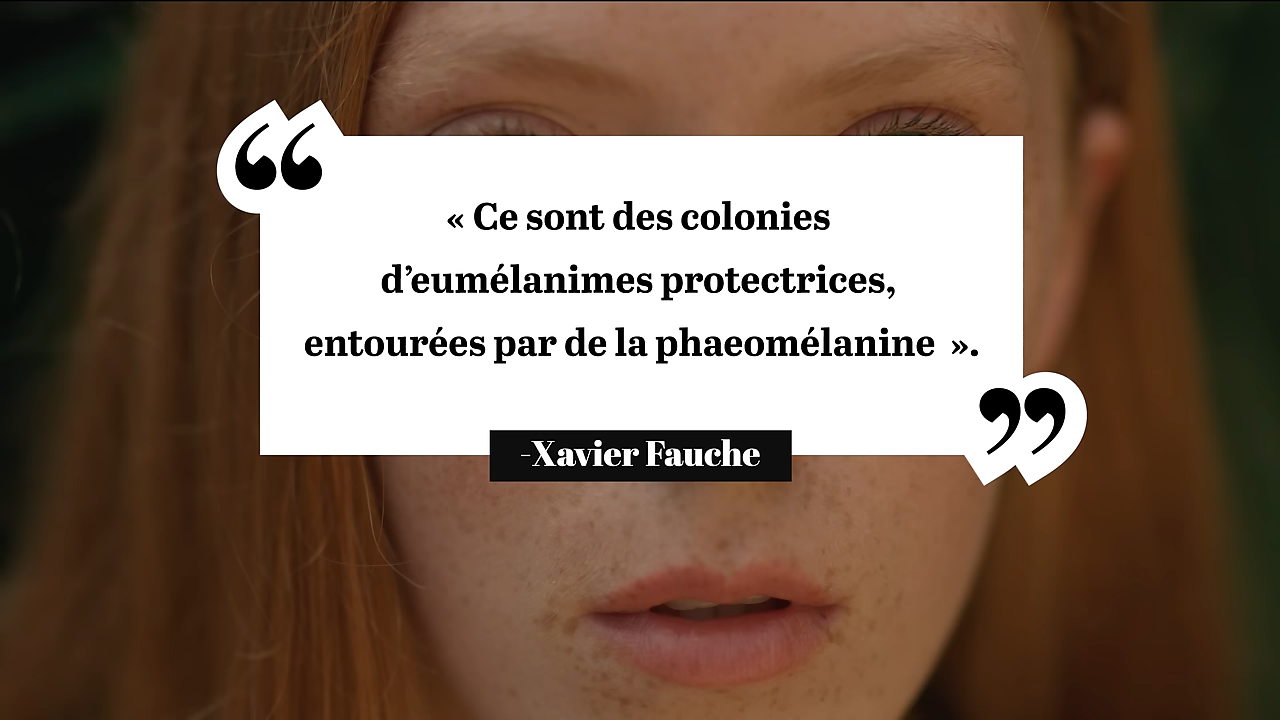 « Ce sont des colonies
d’eumélanimes protectrices,
entourées par de la phaeomélanine ».
-Xavier Fauche